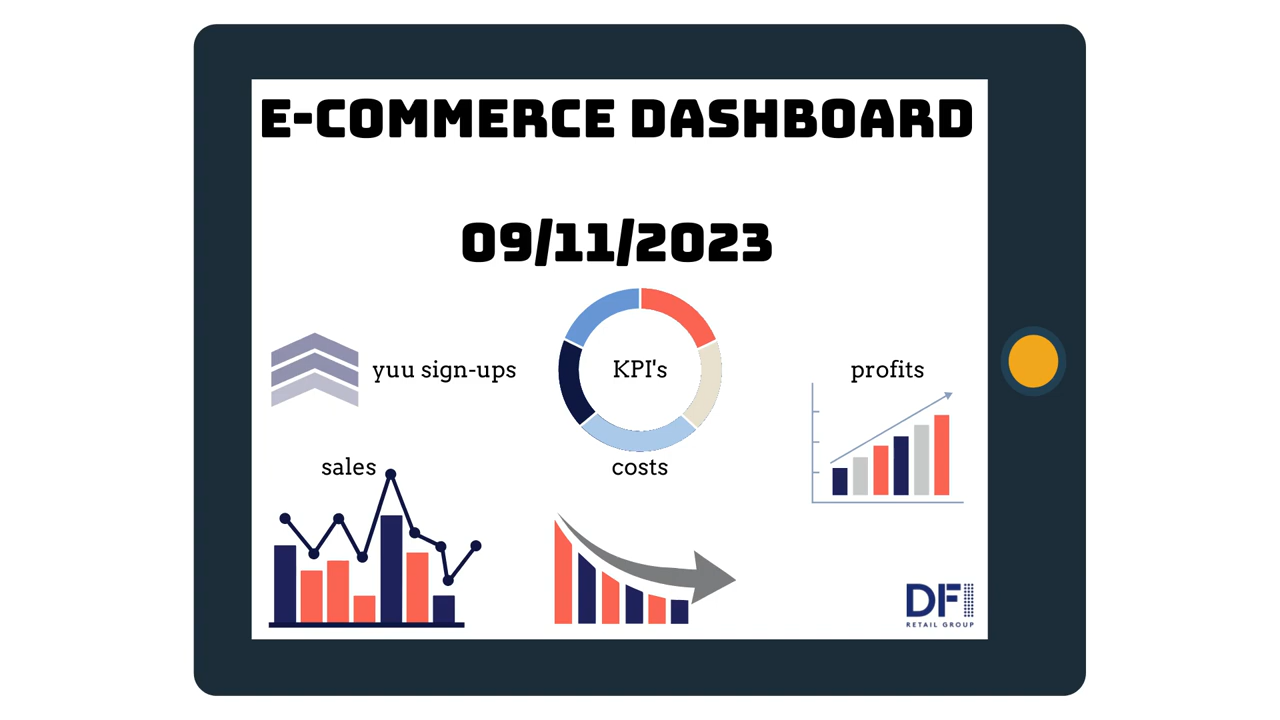 E-COMMERCE DASHBOARD
09/11/2023
yuu sign-ups
KPI's
profits
sales
costs
DFI
RETAIL GROUP